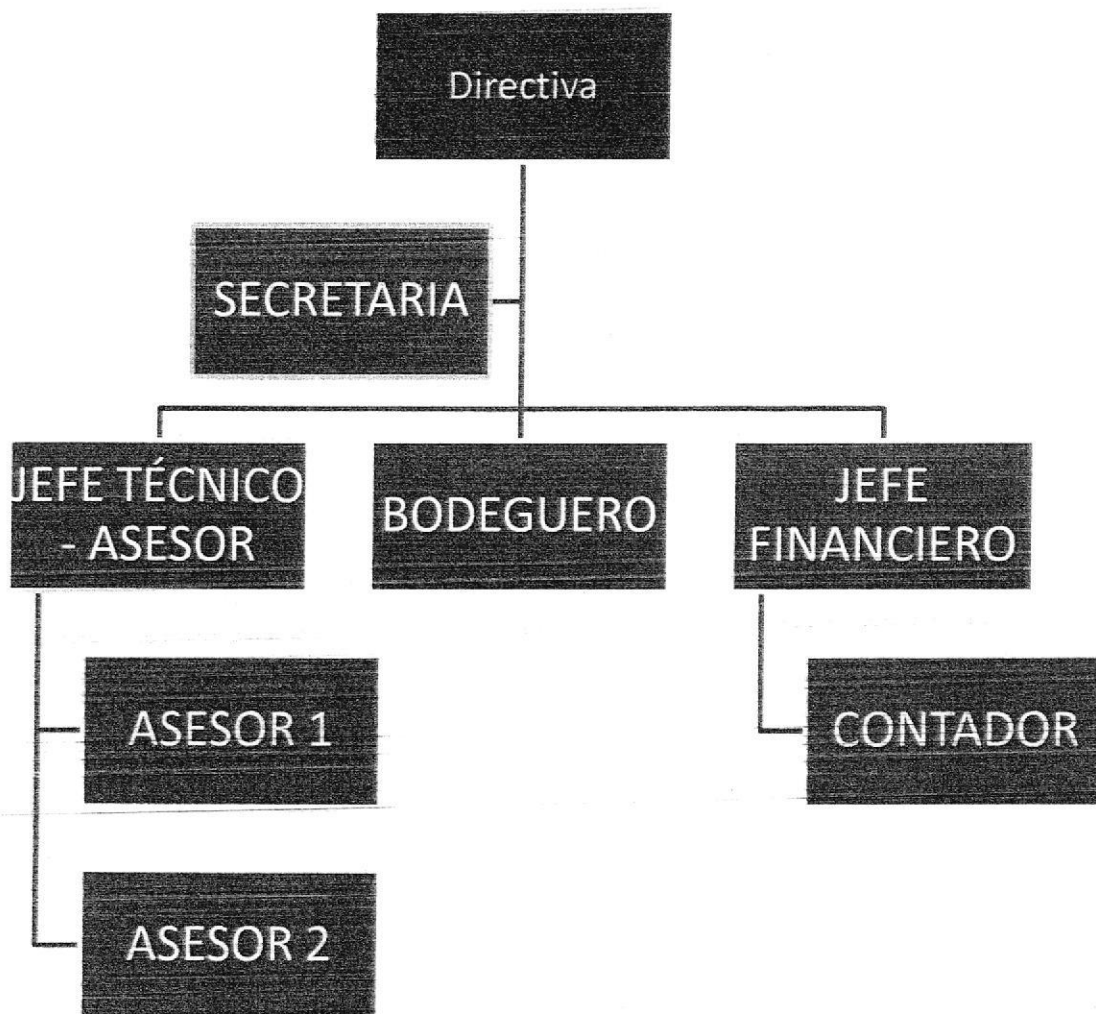 Directiva
SECRETARIA
JEFE TÉCNICO
- ASESOR
BODEGUERO
JEFE
FINANCIERO
ASESOR 1
CONTADOR
ASESOR 2